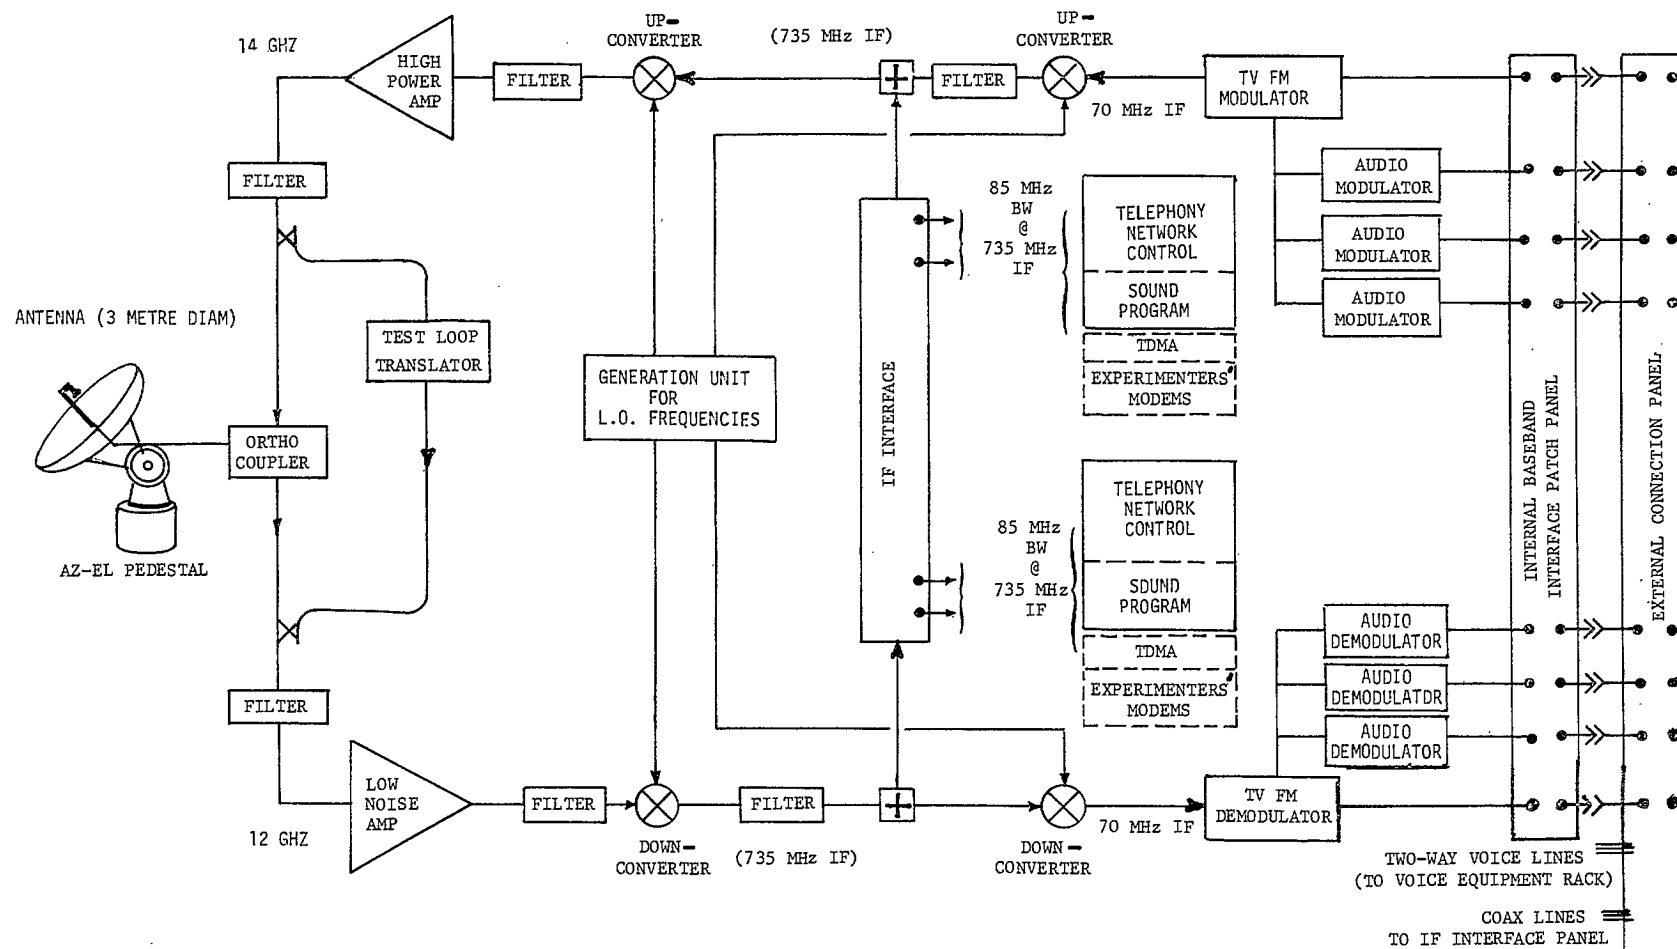 14 GHZ
HIGH
POWER
AMP
FILTER
UP-
CONVERTER
(735 MHz IF)
FILTER
UP-
CONVERTER
70 MHz IF
TV FM
MODULATOR
FILTER
AUDIO
MODULATOR
AUDIO
MODULATOR
AUDIO
MODULATOR
85 MHz
BW
@
735 MHz
IF
TELEPHONY
NETWORK
CONTROL
SOUND
PROGRAM
TDMA
EXPERIMENTERS'
MODEMS
ANTENNA (3 METRE DIAM)
TEST LOOP
TRANSLATOR
GENERATION UNIT
FOR
L.O. FREQUENCIES
IF INTERFACE
ORTHO
COUPLER
AZ-EL PEDESTAL
INTERNAL BASEBAND
INTERFACE PATCH PANEL
EXTERNAL CONNECTION PANEL
85 MHz
BW
@
735 MHz
IF
TELEPHONY
NETWORK
CONTROL
SOUND
PROGRAM
TDMA
EXPERIMENTERS'
MODEMS
AUDIO
DEMODULATOR
AUDIO
DEMODULATOR
AUDIO
DEMODULATOR
FILTER
LOW
NOISE
AMP
12 GHZ
FILTER
DOWN-
CONVERTER
FILTER
(735 MHz IF)
DOWN-
CONVERTER
70 MHz IF
TV FM
DEMODULATOR
TWO-WAY VOICE LINES
(TO VOICE EQUIPMENT RACK)
COAX LINES
TO IF INTERFACE PANEL